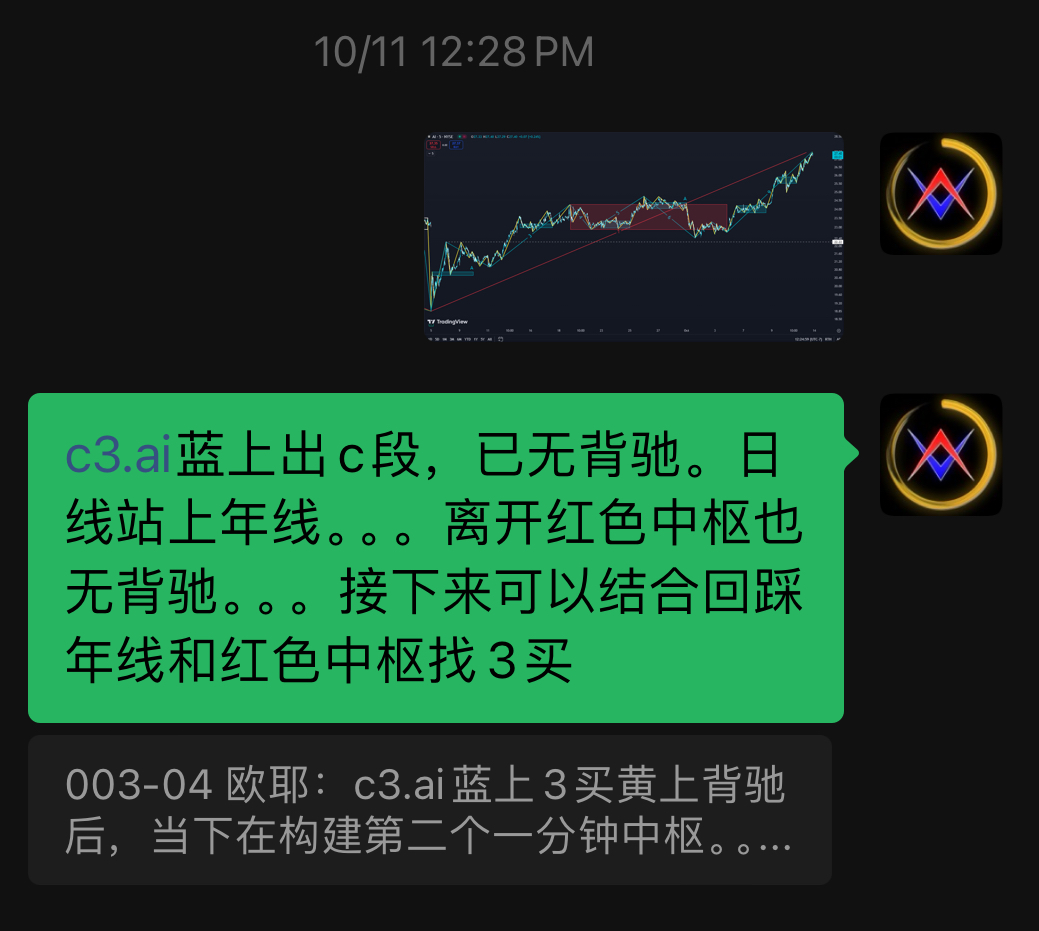 10/11 12:28 PM
TradingView
c3.ai蓝上出c段，已无背驰。日
线站上年线。。。离开红色中枢也
无背驰。。。接下来可以结合回踩
年线和红色中枢找3买
003-04 欧耶：c3.ai蓝上3买黄上背驰
后，当下在构建第二个一分钟中枢。。...